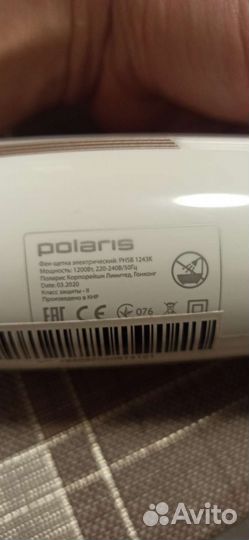 polaris
Фен-щетка электрический: PHSB 1243K
Мощность: 1200Вт, 220-240В/50Гц
Поларис Корпорейшн Лимитед, Гонконг
Date: 03.2020
Класс защиты - II
Произведено в КНР
EAC CE 076
Avito